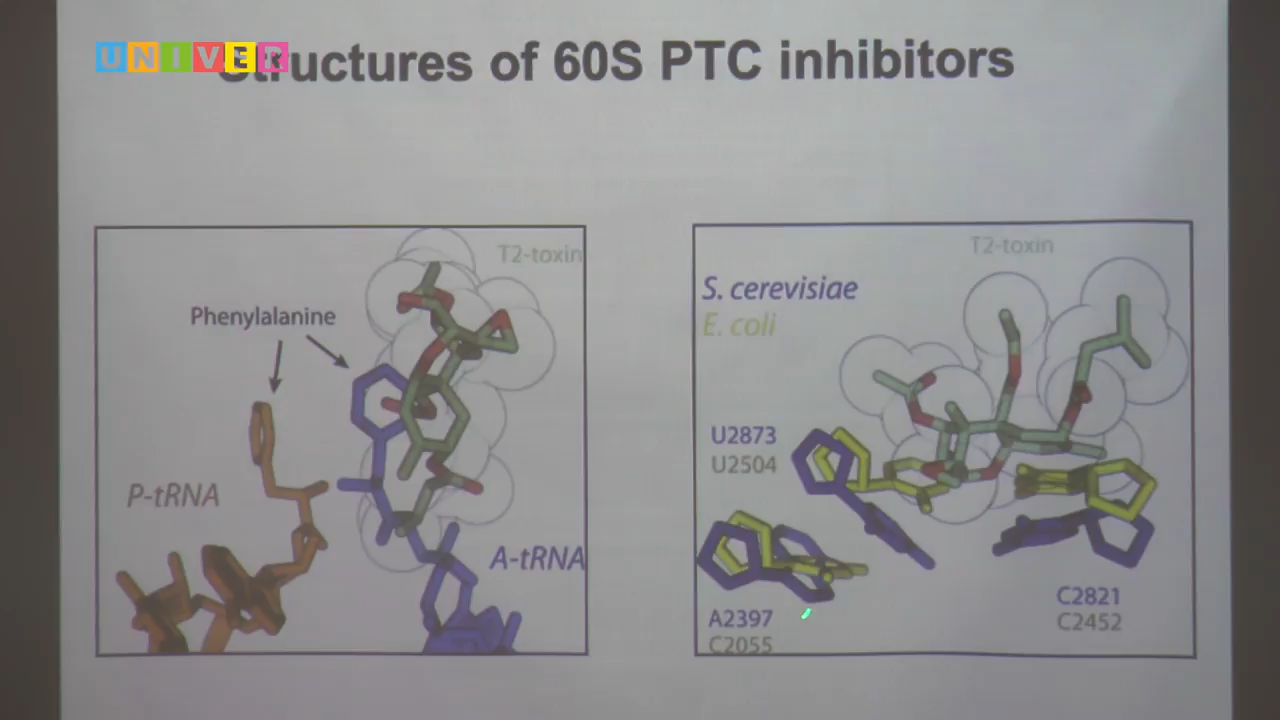 UNIVER
Structures of 60S PTC inhibitors
T2-toxin
Phenylalanine
P-tRNA
A-tRNA
T2-toxin
S. cerevisiae
E. coli
U2873
U2504
A2397
C2055
C2821
C2452